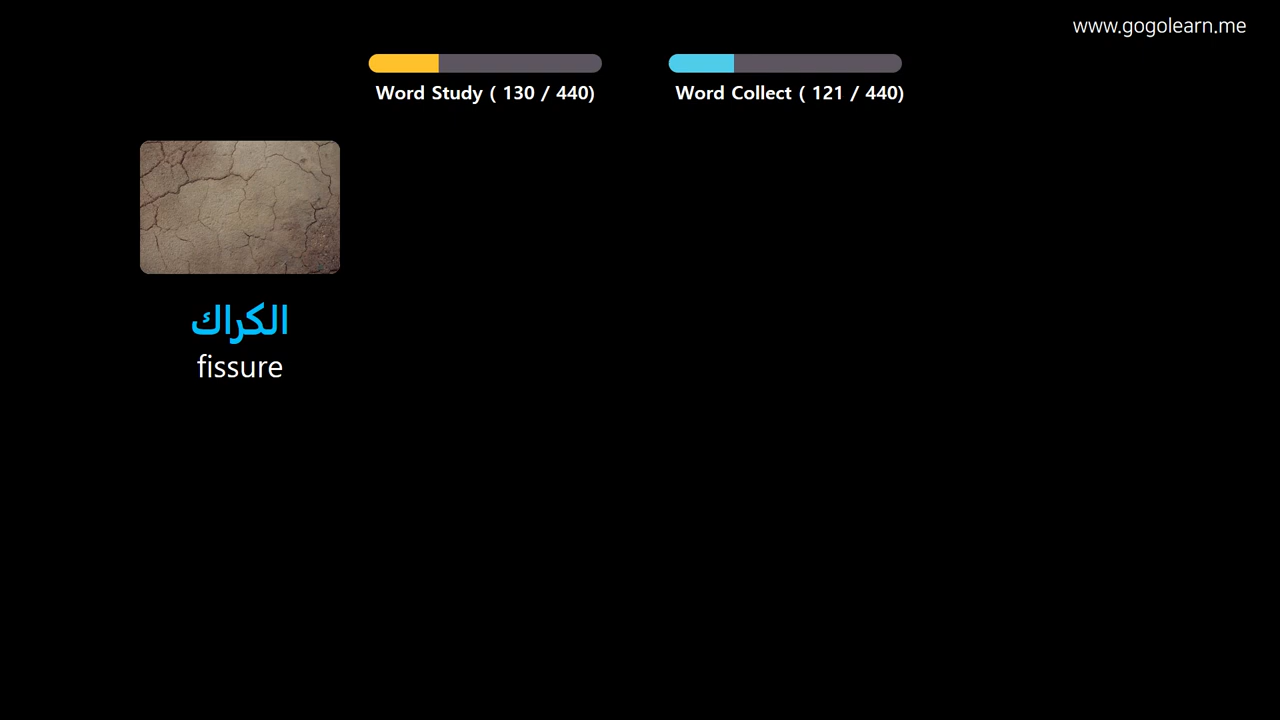 www.gogolearn.me
Word Study ( 130 / 440)
Word Collect ( 121 / 440)
الكراك
fissure